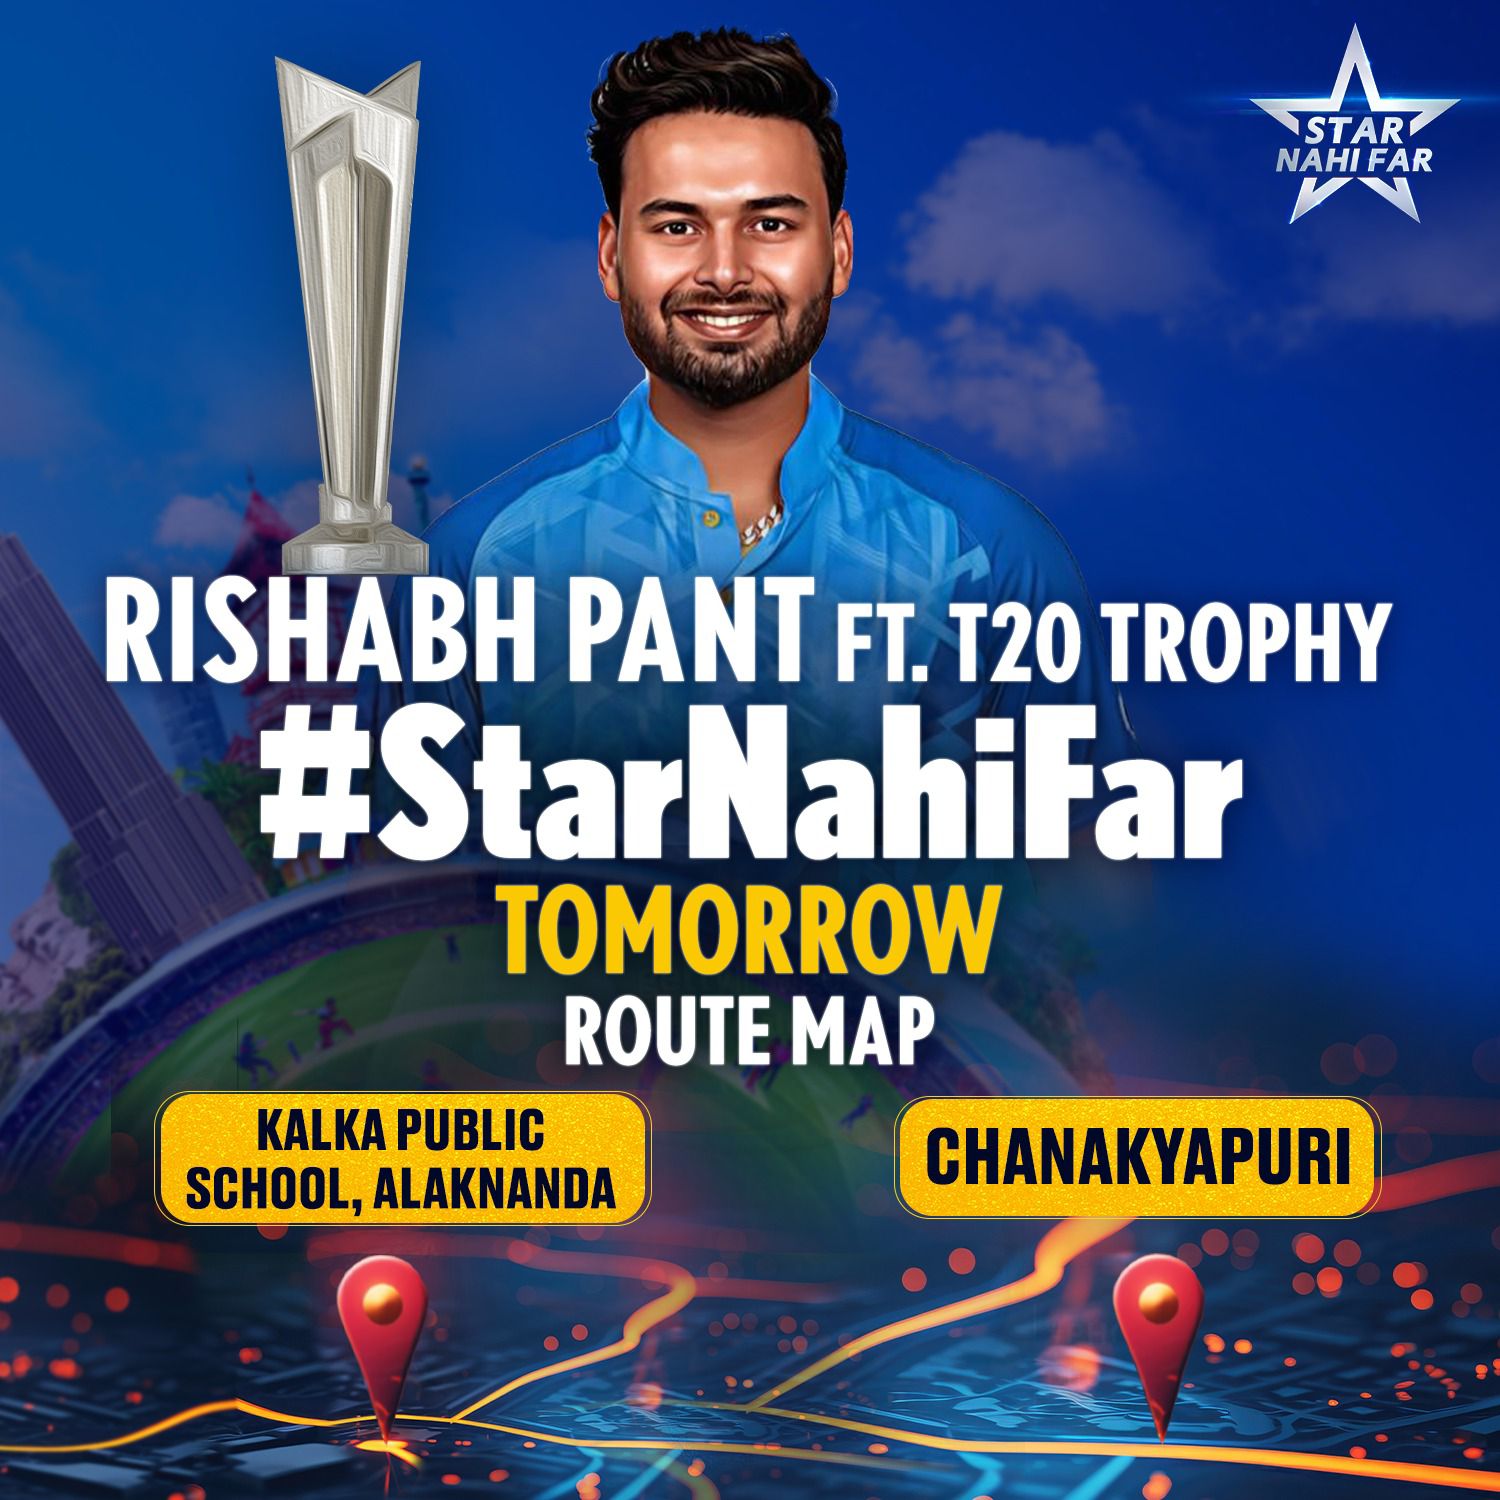 STAR
NAHI FAR
RISHABH PANT FT. T20 TROPHY
#StarNahiFar
TOMORROW
ROUTE MAP
KALKA PUBLIC
SCHOOL, ALAKNANDA
CHANAKYAPURI